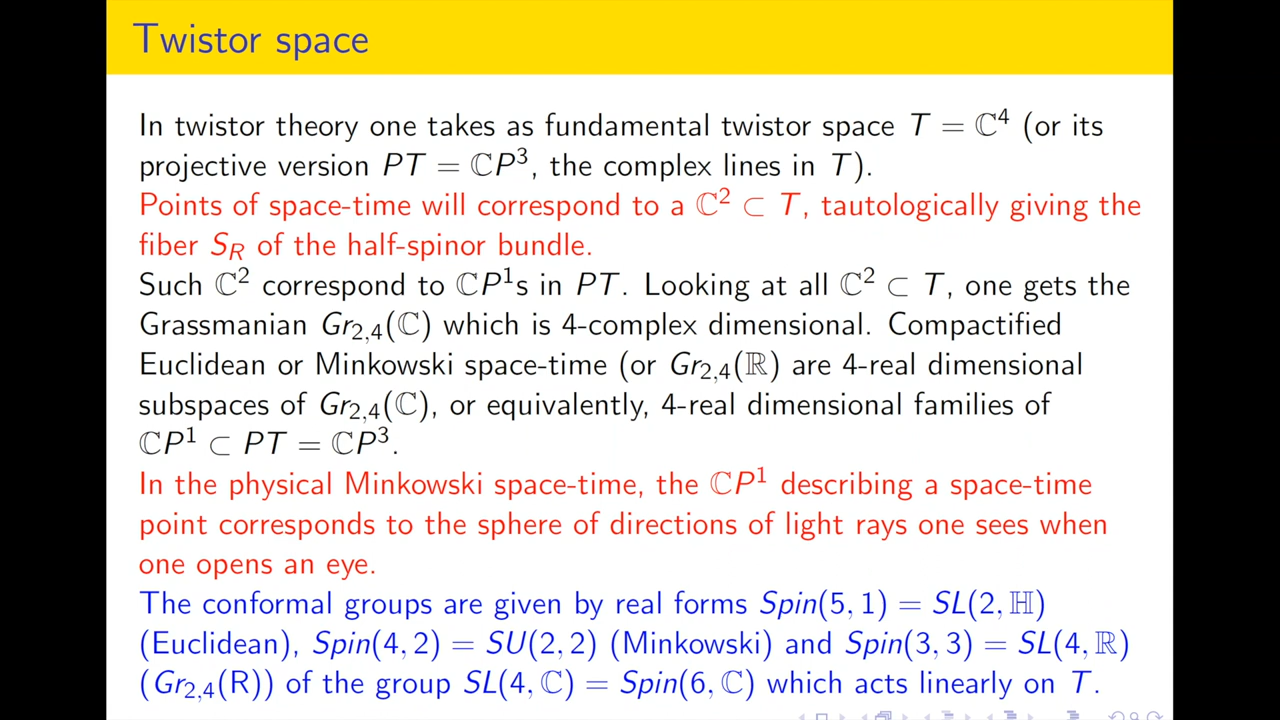 Twistor space
In twistor theory one takes as fundamental twistor space T = ℂ⁴ (or its
projective version PT = ℂP³, the complex lines in T).
Points of space-time will correspond to a ℂ² ⊂ T, tautologically giving the
fiber S_R of the half-spinor bundle.
Such ℂ² correspond to ℂP¹s in PT. Looking at all ℂ² ⊂ T, one gets the
Grassmanian Gr₂,₄(ℂ) which is 4-complex dimensional. Compactified
Euclidean or Minkowski space-time (or Gr₂,₄(ℝ) are 4-real dimensional
subspaces of Gr₂,₄(ℂ), or equivalently, 4-real dimensional families of
ℂP¹ ⊂ PT = ℂP³.
In the physical Minkowski space-time, the ℂP¹ describing a space-time
point corresponds to the sphere of directions of light rays one sees when
one opens an eye.
The conformal groups are given by real forms Spin(5, 1) = SL(2, ℍ)
(Euclidean), Spin(4, 2) = SU(2, 2) (Minkowski) and Spin(3, 3) = SL(4, ℝ)
(Gr₂,₄(R)) of the group SL(4, ℂ) = Spin(6, ℂ) which acts linearly on T.